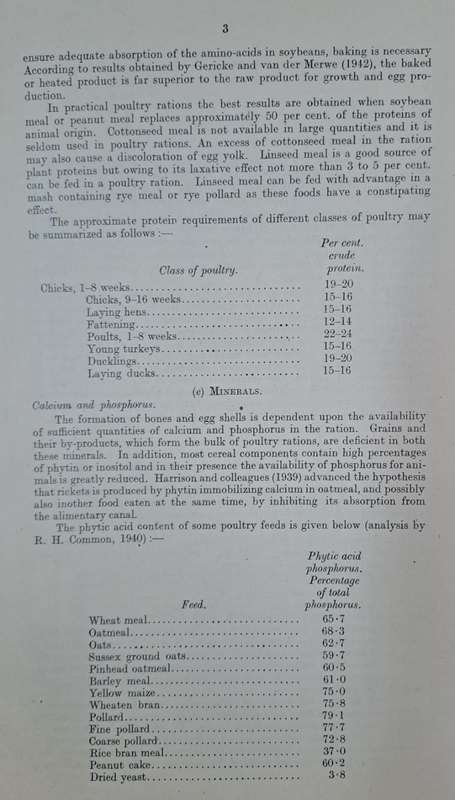 3
ensure adequate absorption of the amino-acids in soybeans, baking is necessary
According to results obtained by Gericke and van der Merwe (1942), the baked
or heated product is far superior to the raw product for growth and egg pro-
duction.
In practical poultry rations the best results are obtained when soybean
meal or peanut meal replaces approximately 50 per cent. of the proteins of
animal origin. Cottonseed meal is not available in large quantities and it is
seldom used in poultry rations. An excess of cottonseed meal in the ration
may also cause a discoloration of egg yolk. Linseed meal is a good source of
plant proteins but owing to its laxative effect not more than 3 to 5 per cent.
can be fed in a poultry ration. Linseed meal can be fed with advantage in a
mash containing rye meal or rye pollard as these foods have a constipating
effect.
The approximate protein requirements of different classes of poultry may
be summarized as follows :—
Per cent.
crude
Class of poultry. protein.
Chicks, 1–8 weeks.............................. 19–20
Chicks, 9–16 weeks..................... 15–16
Laying hens........................... 15–16
Fattening............................. 12–14
Poults, 1–8 weeks...................... 22–24
Young turkeys......................... 15–16
Ducklings............................. 19–20
Laying ducks.......................... 15–16
(e) MINERALS.
Calcium and phosphorus.
The formation of bones and egg shells is dependent upon the availability
of sufficient quantities of calcium and phosphorus in the ration. Grains and
their by-products, which form the bulk of poultry rations, are deficient in both
these minerals. In addition, most cereal components contain high percentages
of phytin or inositol and in their presence the availability of phosphorus for ani-
mals is greatly reduced. Harrison and colleagues (1939) advanced the hypothesis
that rickets is produced by phytin immobilizing calcium in oatmeal, and possibly
also inother food eaten at the same time, by inhibiting its absorption from
the alimentary canal.
The phytic acid content of some poultry feeds is given below (analysis by
R. H. Common, 1940) :—
Phytic acid
phosphorus.
Percentage
of total
Feed. phosphorus.
Wheat meal........................... 65·7
Oatmeal.............................. 68·3
Oats................................. 62·7
Sussex ground oats.................... 59·7
Pinhead oatmeal....................... 60·5
Barley meal........................... 61·0
Yellow maize.......................... 75·0
Wheaten bran......................... 75·8
Pollard............................... 79·1
Fine pollard.......................... 77·7
Coarse pollard........................ 72·8
Rice bran meal........................ 37·0
Peanut cake........................... 60·2
Dried yeast........................... 3·8